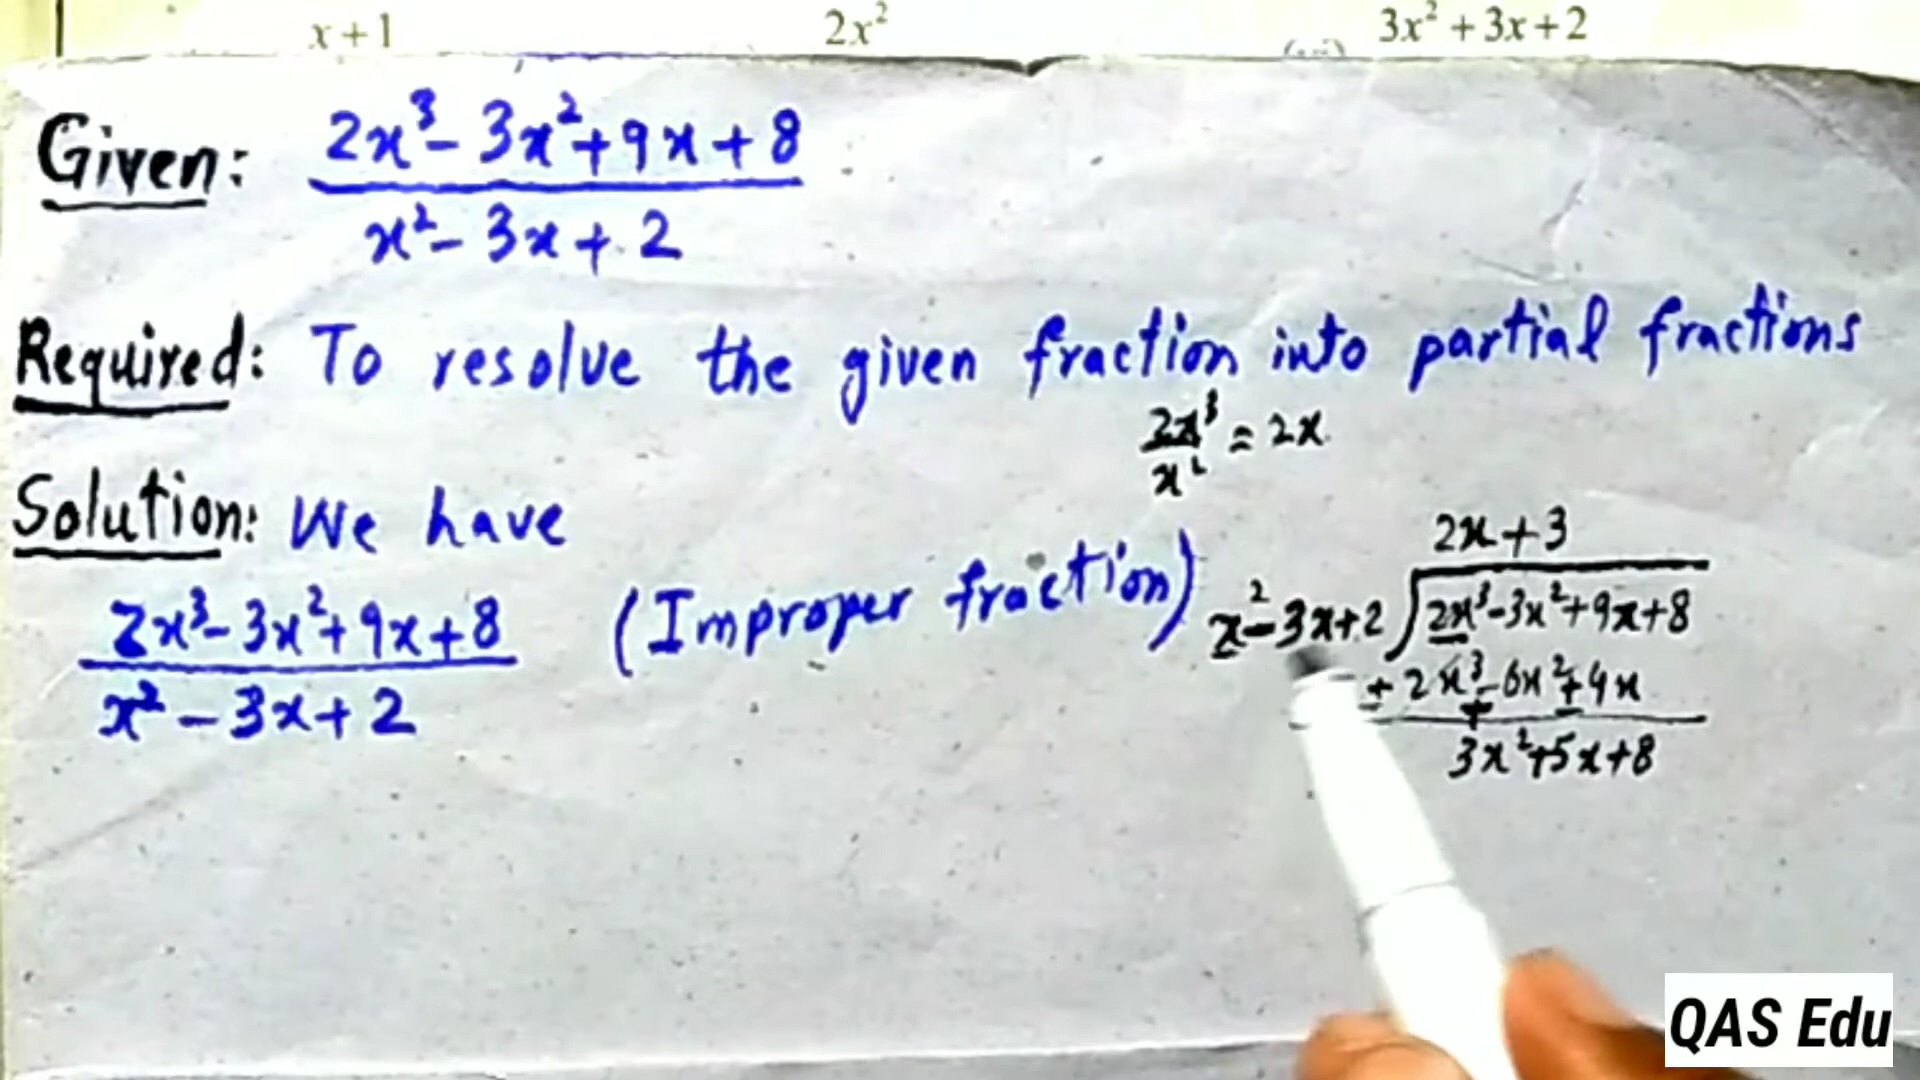 x+1 2x² 3x²+3x+2
Given: 2x³-3x²+9x+8
x²-3x+2
Required: To resolve the given fraction into partial fractions
2x³/x² = 2x
Solution: We have
2x+3
2x³-3x²+9x+8 (Improper fraction) x²-3x+2 ) 2x³-3x²+9x+8
x²-3x+2 ± 2x³-6x²+4x
3x²+5x+8
QAS Edu